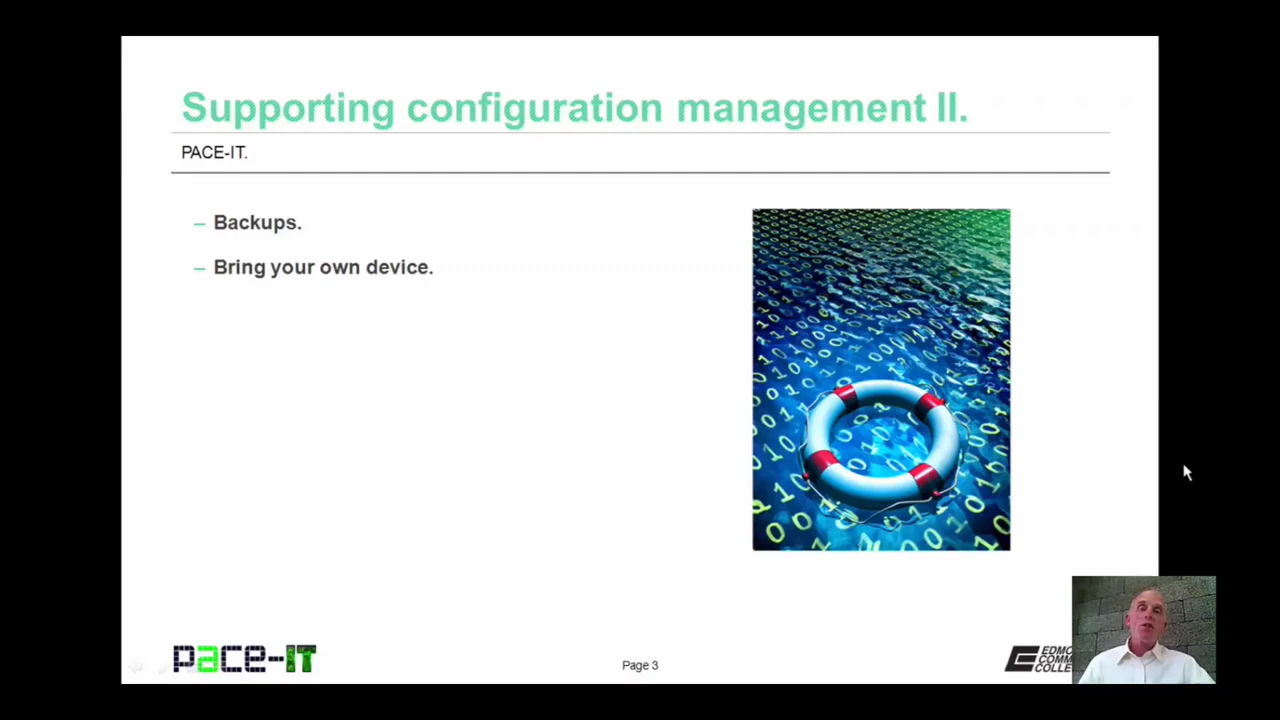 Supporting configuration management II.
PACE-IT.
– Backups.
– Bring your own device.
pace-IT
Page 3